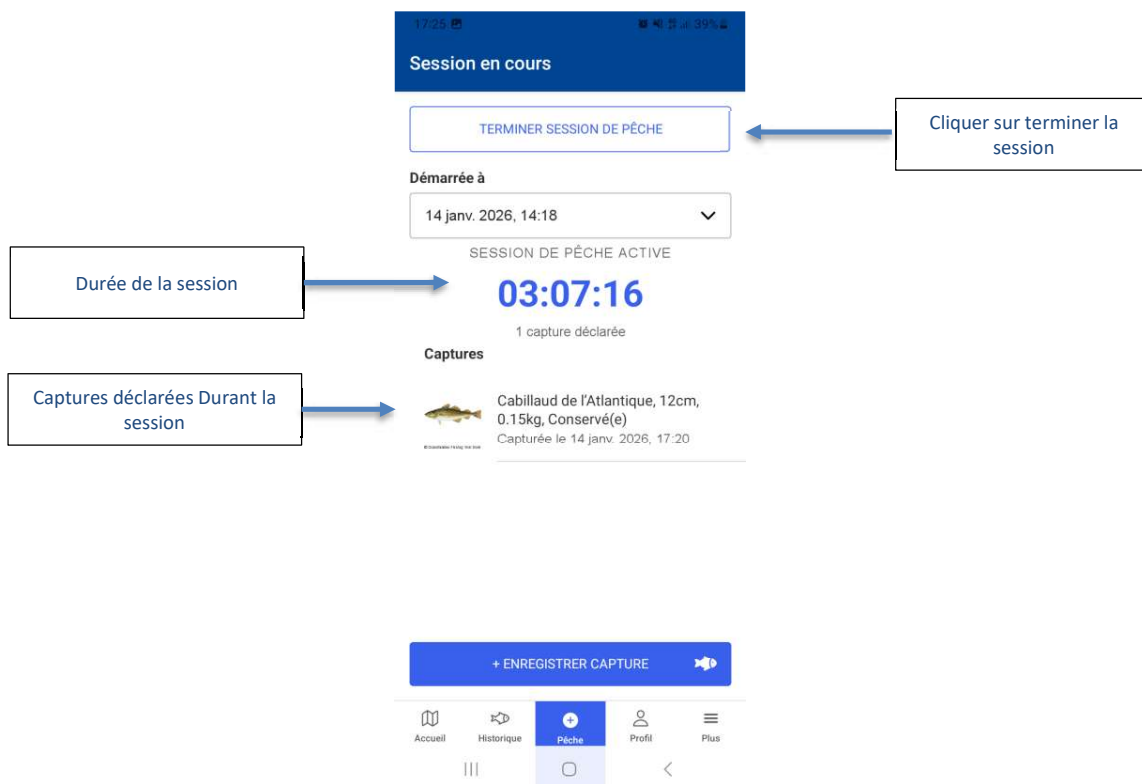 17:25
39%
Session en cours
TERMINER SESSION DE PÊCHE
Cliquer sur terminer la
session
Démarrée à
14 janv. 2026, 14:18
SESSION DE PÊCHE ACTIVE
Durée de la session
03:07:16
1 capture déclarée
Captures
Captures déclarées Durant la
session
Cabillaud de l'Atlantique, 12cm,
0.15kg, Conservé(e)
Capturée le 14 janv. 2026, 17:20
+ ENREGISTRER CAPTURE
Accueil
Historique
Pêche
Profil
Plus